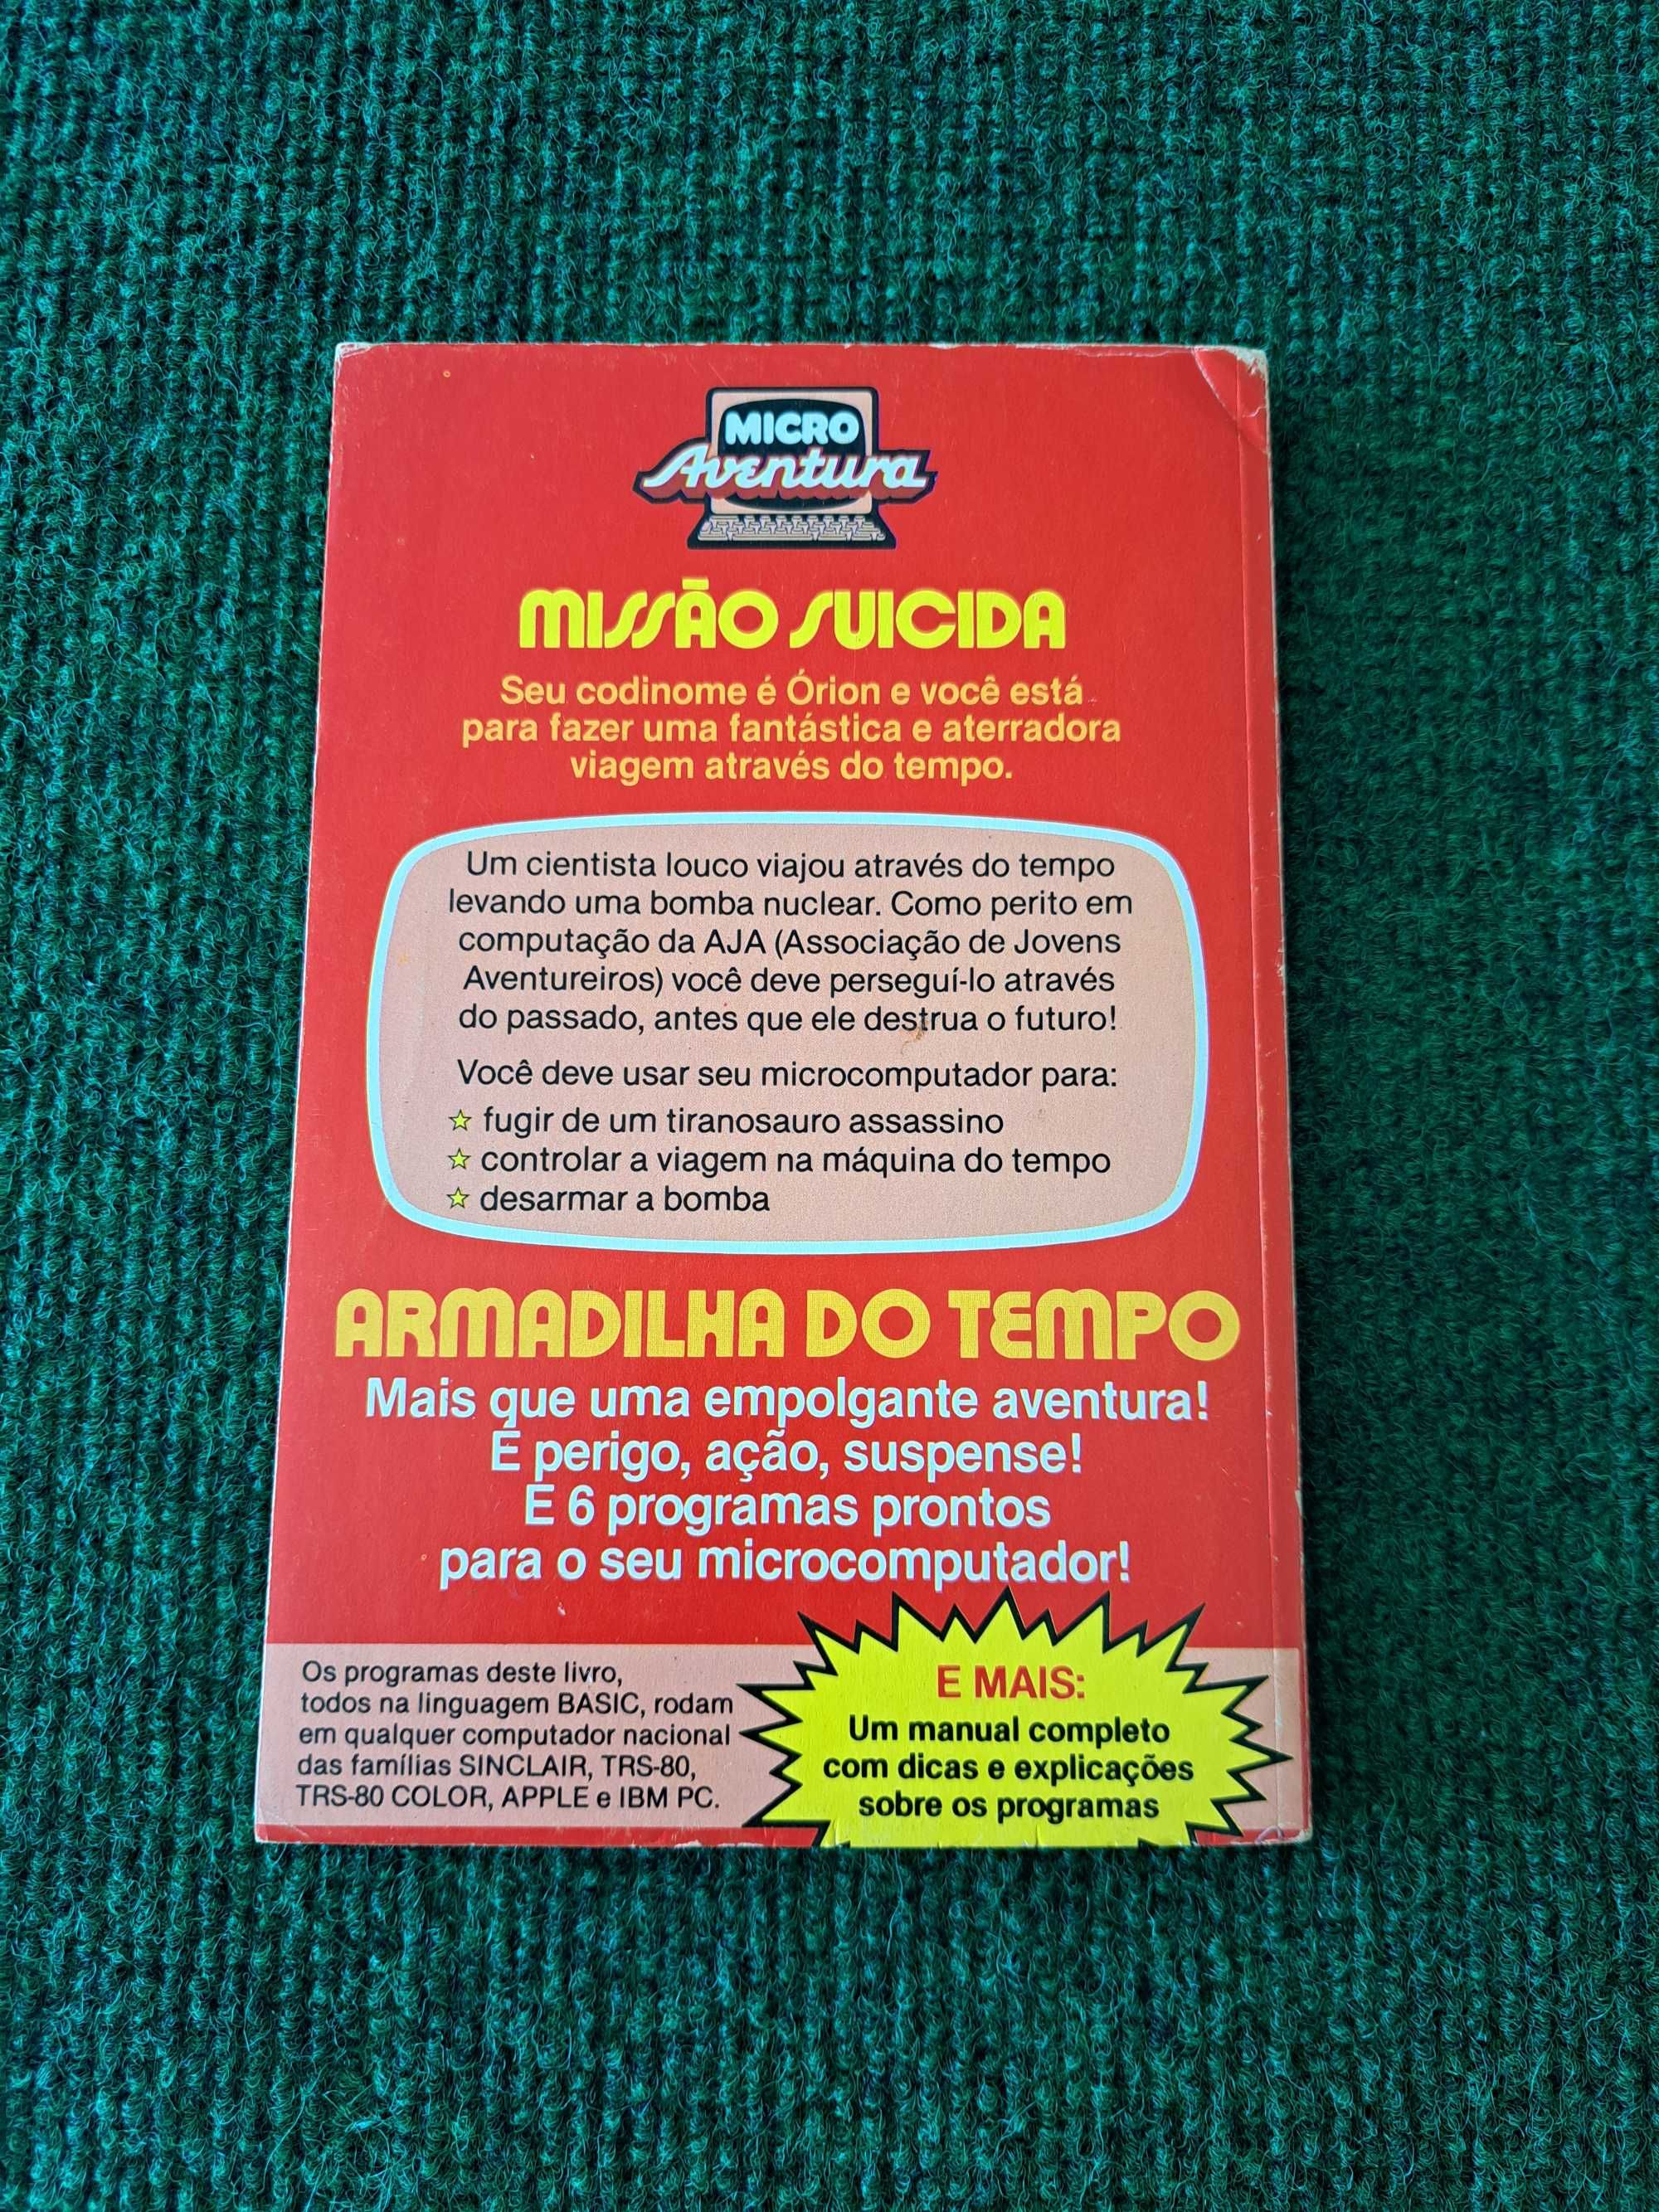 MICRO
Aventura
MISSÃO SUICIDA
Seu codinome é Órion e você está
para fazer uma fantástica e aterradora
viagem através do tempo.
Um cientista louco viajou através do tempo
levando uma bomba nuclear. Como perito em
computação da AJA (Associação de Jovens
Aventureiros) você deve perseguí-lo através
do passado, antes que ele destrua o futuro!
Você deve usar seu microcomputador para:
☆ fugir de um tiranosauro assassino
☆ controlar a viagem na máquina do tempo
☆ desarmar a bomba
ARMADILHA DO TEMPO
Mais que uma empolgante aventura!
É perigo, ação, suspense!
E 6 programas prontos
para o seu microcomputador!
Os programas deste livro,
todos na linguagem BASIC, rodam
em qualquer computador nacional
das famílias SINCLAIR, TRS-80,
TRS-80 COLOR, APPLE e IBM PC.
E MAIS:
Um manual completo
com dicas e explicações
sobre os programas